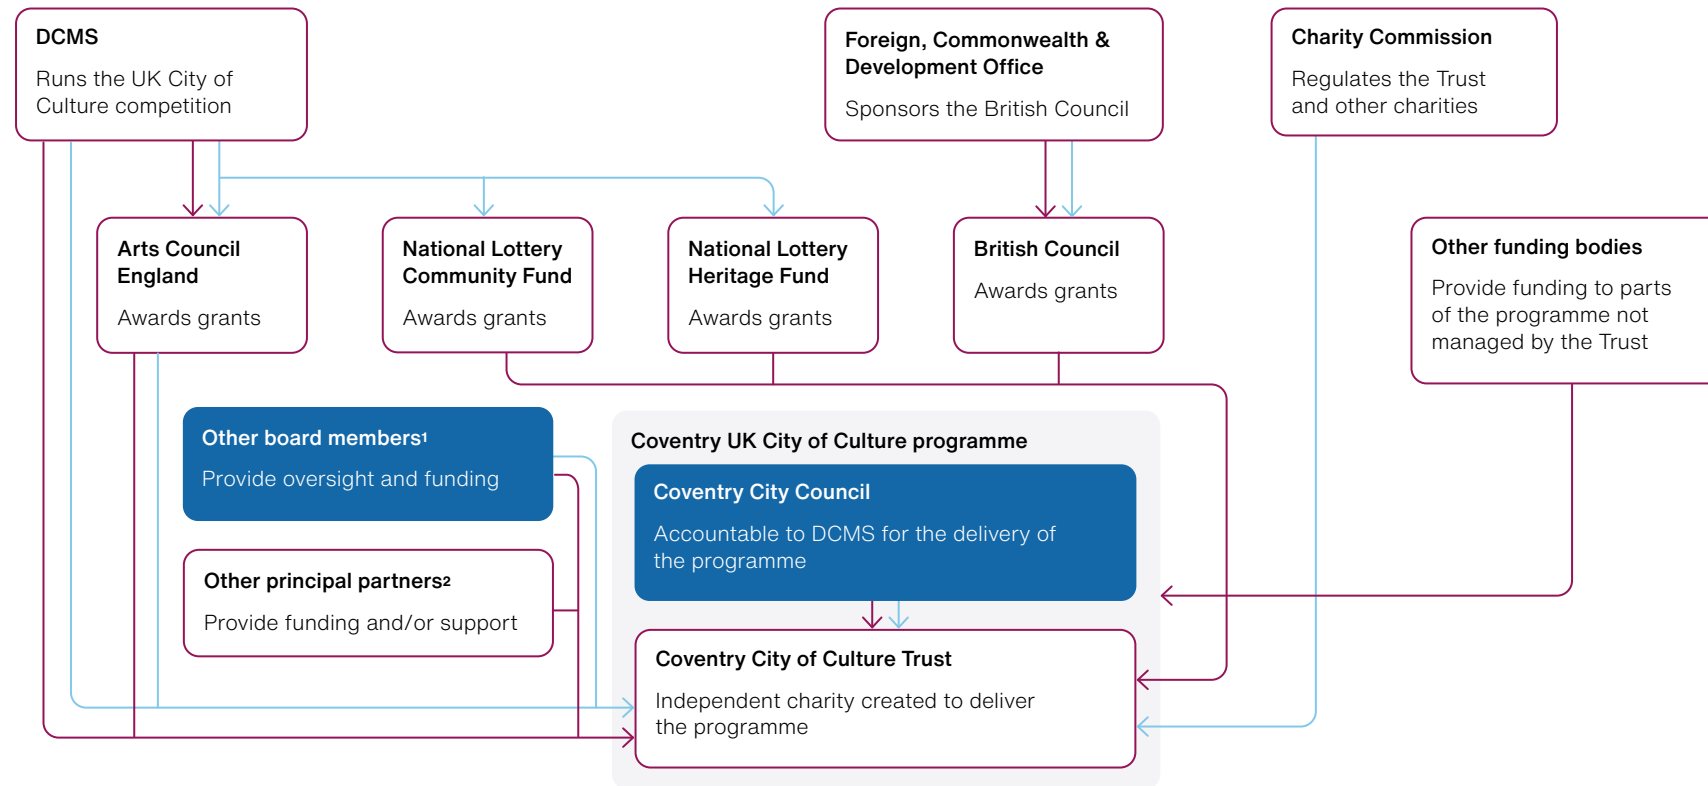 DCMS
Runs the UK City of
Culture competition
Foreign, Commonwealth &
Development Office
Sponsors the British Council
Charity Commission
Regulates the Trust
and other charities
Arts Council
England
Awards grants
National Lottery
Community Fund
Awards grants
National Lottery
Heritage Fund
Awards grants
British Council
Awards grants
Other funding bodies
Provide funding to parts
of the programme not
managed by the Trust
Other board members¹
Provide oversight and funding
Other principal partners²
Provide funding and/or support
Coventry UK City of Culture programme
Coventry City Council
Accountable to DCMS for the delivery of
the programme
Coventry City of Culture Trust
Independent charity created to deliver
the programme